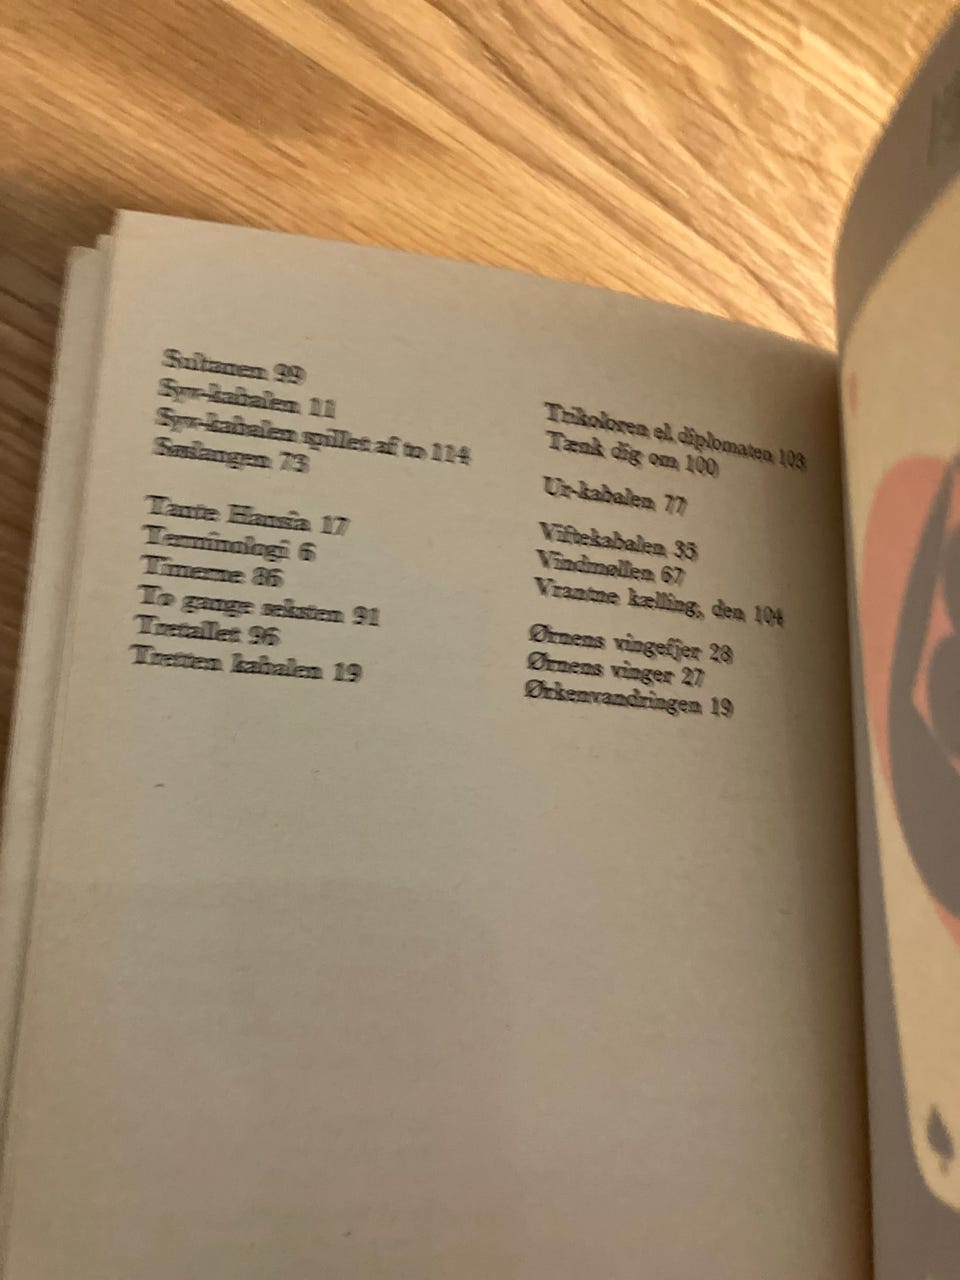 Sultanen 99
Syv-kabalen 11
Syv-kabalen spillet af to 114
Søslangen 73
Tante Hansia 17
Terminologi 6
Timerne 86
To gange seksten 91
Tretallet 96
Tretten kabalen 19
Trikoloren el. diplomaten 103
Tænk dig om 100
Ur-kabalen 77
Viftekabalen 35
Vindmøllen 67
Vrantne kælling, den 104
Ørnens vingefjer 28
Ørnens vinger 27
Ørkenvandringen 19